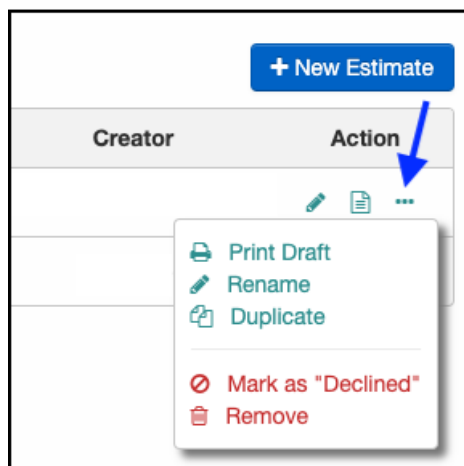 + New Estimate
Creator Action
Print Draft
Rename
Duplicate
Mark as "Declined"
Remove